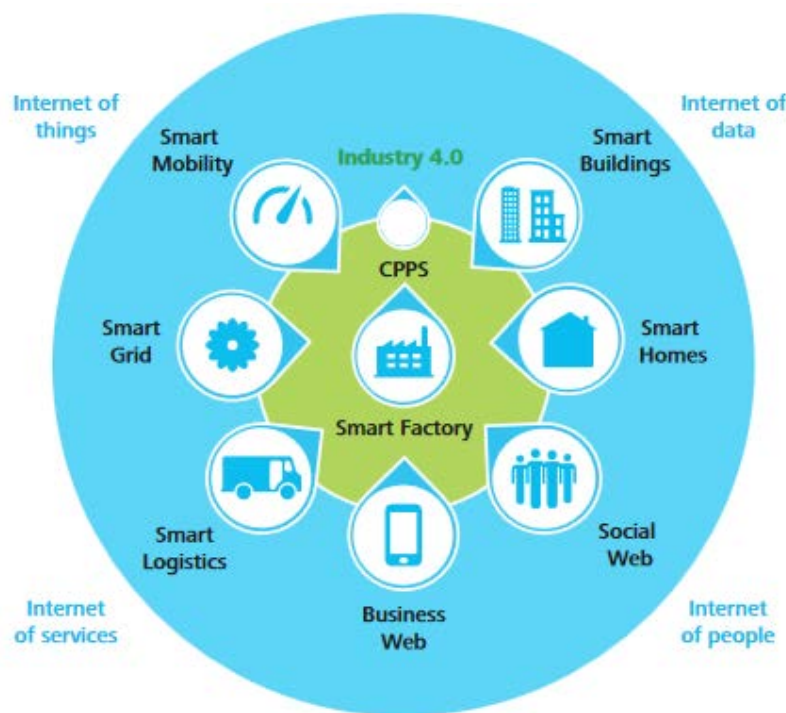 Internet of
things
Internet of
data
Smart
Mobility
Industry 4.0
Smart
Buildings
CPPS
Smart
Grid
Smart
Homes
Smart Factory
Smart
Logistics
Business
Web
Social
Web
Internet
of services
Internet
of people